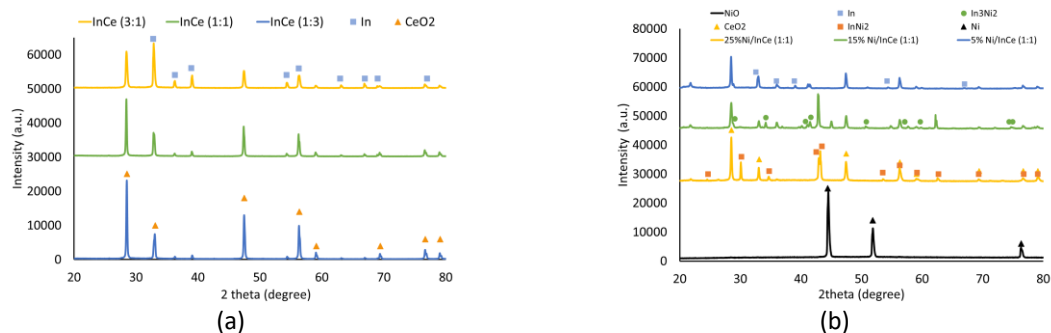 InCe (3:1) InCe (1:1) InCe (1:3) In CeO2
60000
50000
40000
30000
20000
10000
0
Intensity (a.u.)
20 30 40 50 60 70 80
2 theta (degree)
(a)
NiO In In3Ni2
CeO2 InNi2 Ni
25%Ni/InCe (1:1) 15% Ni/InCe (1:1) 5% Ni/InCe (1:1)
80000
70000
60000
50000
40000
30000
20000
10000
0
Intensity (a.u.)
20 30 40 50 60 70 80
2theta (degree)
(b)